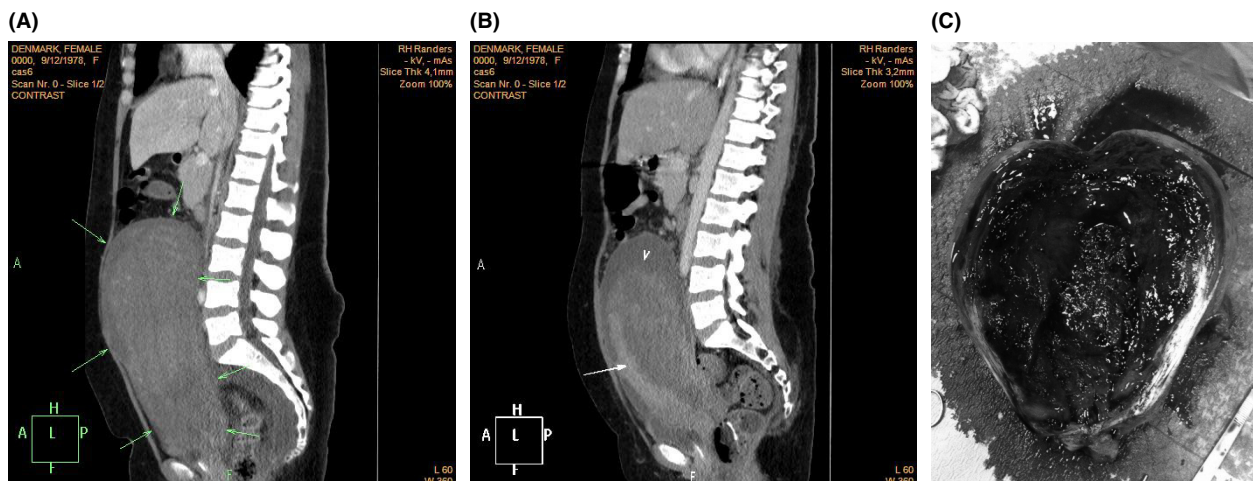 (A)
DENMARK, FEMALE
0000, 9/12/1978, F
cas6
Scan Nr. 0 - Slice 1/2
CONTRAST
RH Randers
- kV, - mAs
Slice Thk 4,1mm
Zoom 100%
A
H
A L P
F
F
L 60
W 360
(B)
DENMARK, FEMALE
0000, 9/12/1978, F
cas6
Scan Nr. 0 - Slice 1/2
CONTRAST
RH Randers
- kV, - mAs
Slice Thk 3,2mm
Zoom 100%
A
H
A L P
F
F
L 60
W 360
(C)